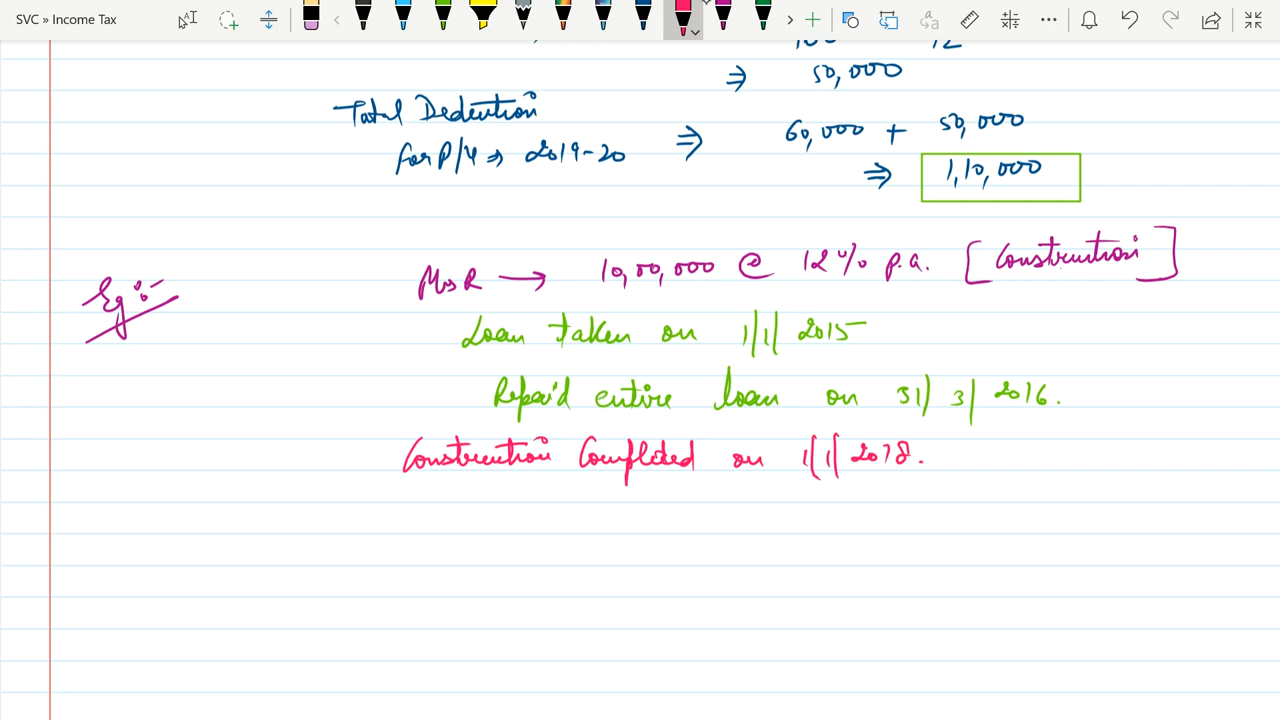 SVC » Income Tax
⇒ 50,000
Total Deduction
for P/Y ⇒ 2019-20 ⇒ 60,000 + 50,000
⇒ 1,10,000
Eg:- Mr R → 10,00,000 @ 12% p.a. [Construction]
Loan taken on 1/1/2015
Repaid entire loan on 31/3/2016.
Construction Completed on 1/1/2018.